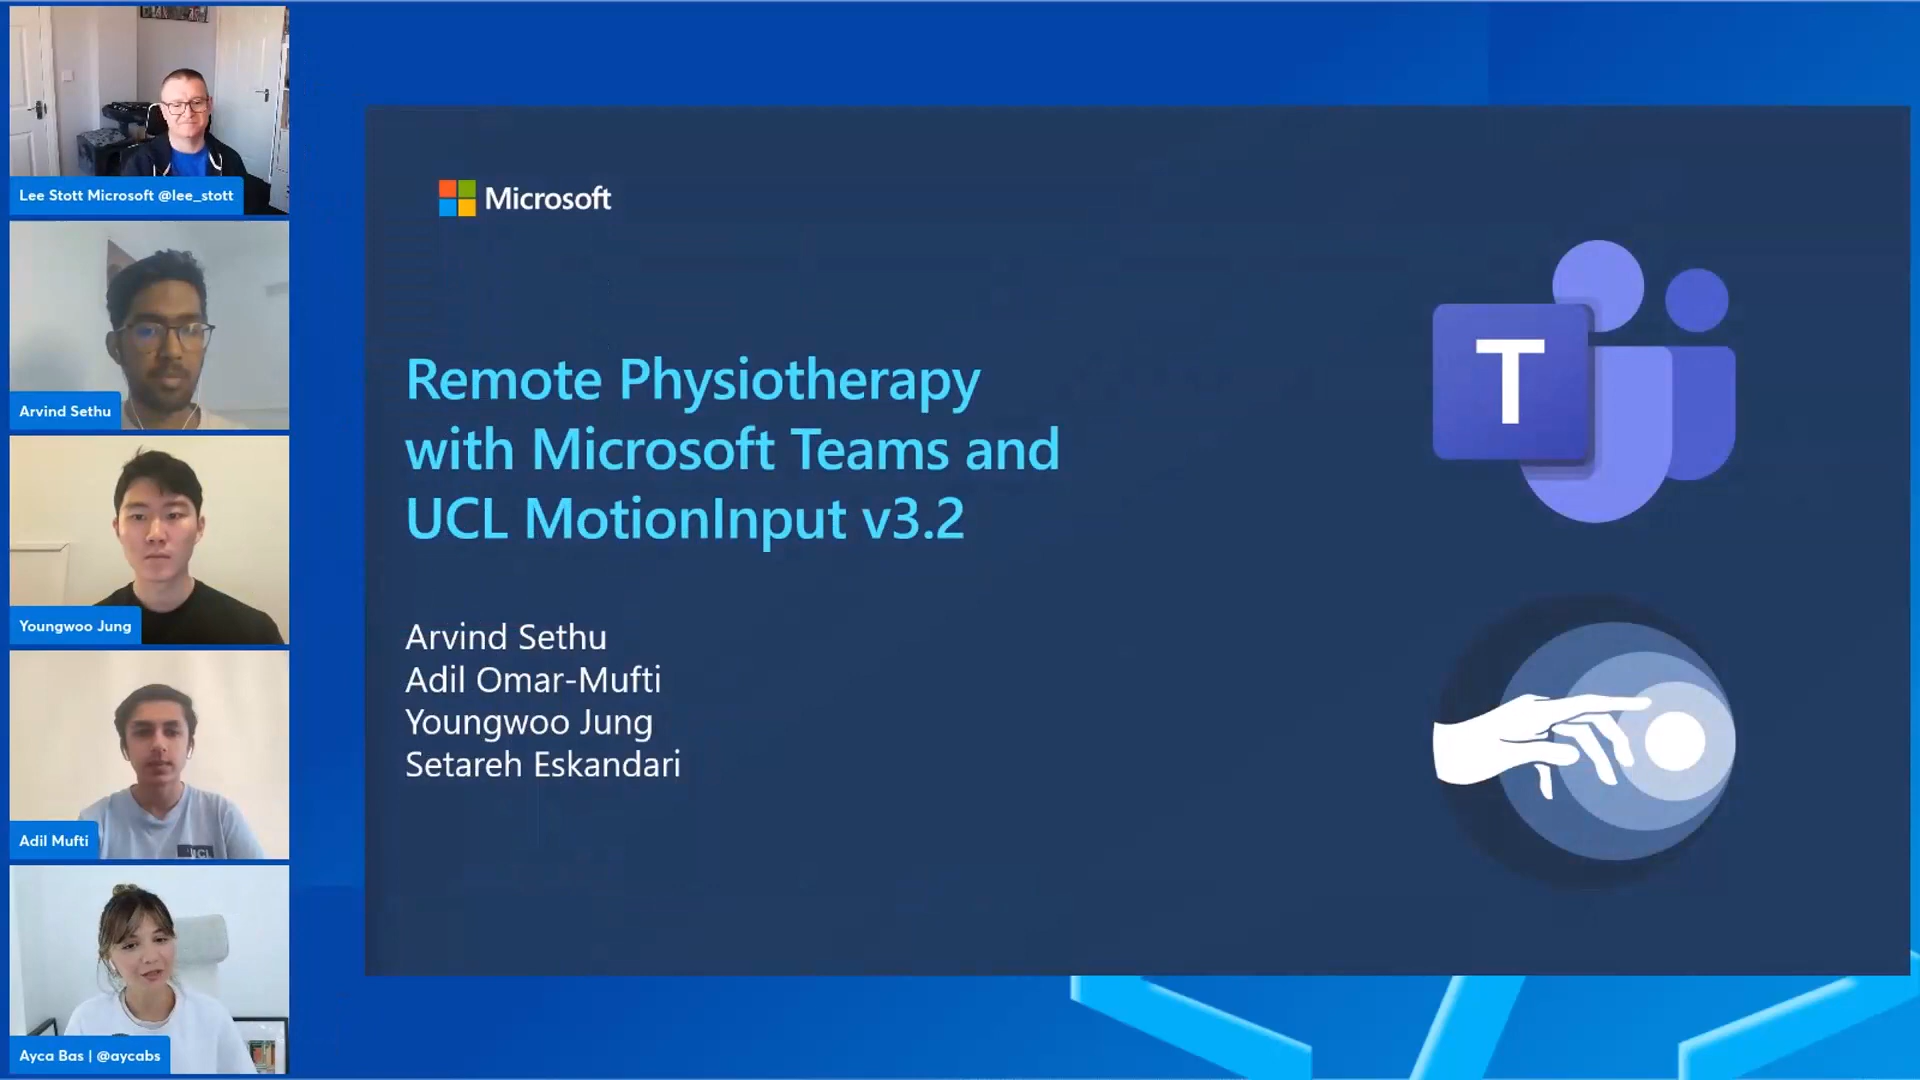 Lee Stott Microsoft @lee_stott
Arvind Sethu
Youngwoo Jung
UCL
Adil Mufti
Ayca Bas | @aycabs
Microsoft
Remote Physiotherapy
with Microsoft Teams and
UCL MotionInput v3.2
Arvind Sethu
Adil Omar-Mufti
Youngwoo Jung
Setareh Eskandari
T